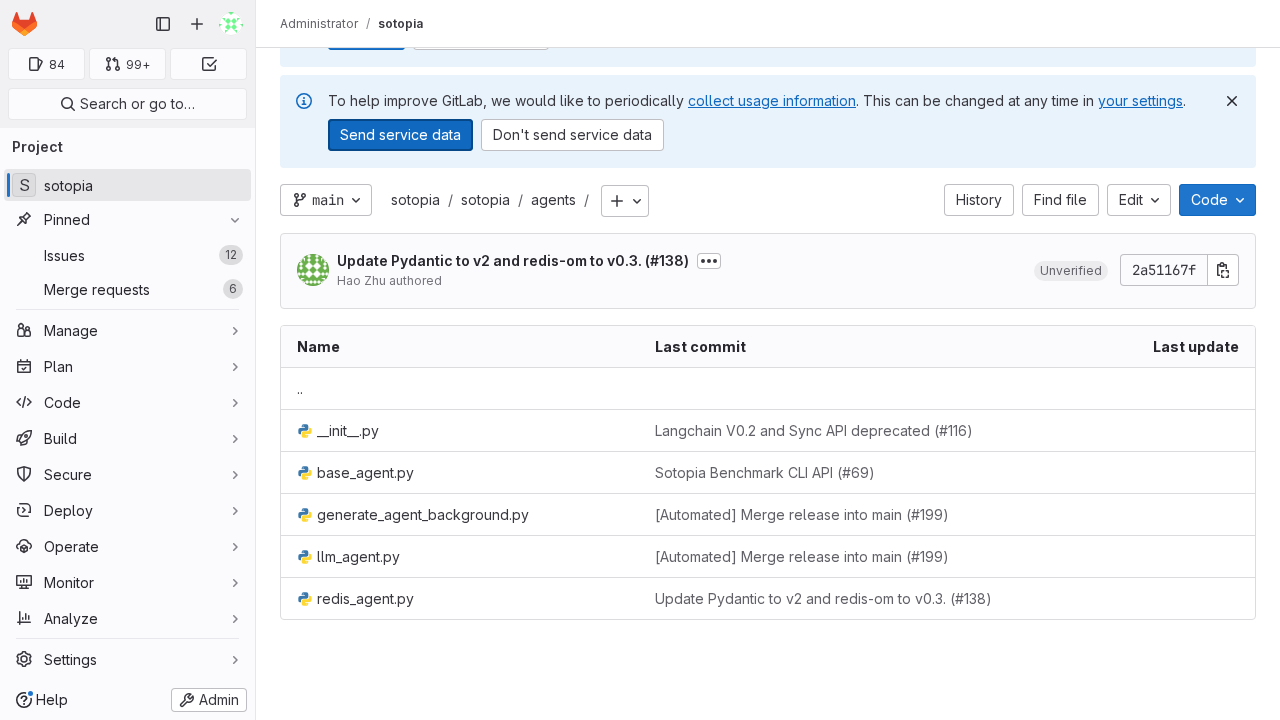 Administrator / sotopia
84
99+
Search or go to…
To help improve GitLab, we would like to periodically collect usage information. This can be changed at any time in your settings.
Send service data
Don't send service data
Project
S sotopia
Pinned
Issues 12
Merge requests 6
Manage
Plan
Code
Build
Secure
Deploy
Operate
Monitor
Analyze
Settings
Help
Admin
main
sotopia / sotopia / agents /
History
Find file
Edit
Code
Update Pydantic to v2 and redis-om to v0.3. (#138)
Hao Zhu authored
Unverified
2a51167f
Name Last commit Last update
..
__init__.py Langchain V0.2 and Sync API deprecated (#116)
base_agent.py Sotopia Benchmark CLI API (#69)
generate_agent_background.py [Automated] Merge release into main (#199)
llm_agent.py [Automated] Merge release into main (#199)
redis_agent.py Update Pydantic to v2 and redis-om to v0.3. (#138)